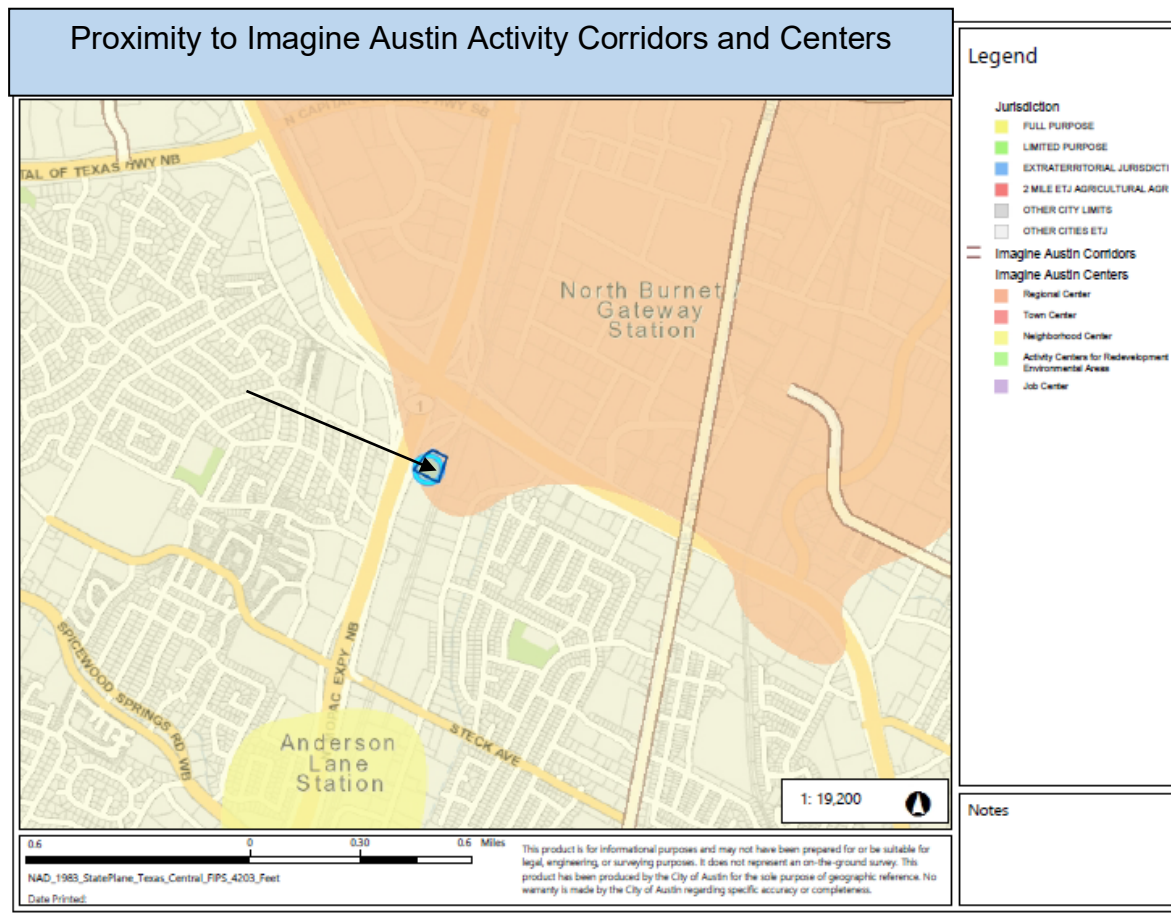 Proximity to Imagine Austin Activity Corridors and Centers
Legend
Jurisdiction
FULL PURPOSE
LIMITED PURPOSE
EXTRATERRITORIAL JURISDICTI
2 MILE ETJ AGRICULTURAL AGR
OTHER CITY LIMITS
OTHER CITIES ETJ
Imagine Austin Corridors
Imagine Austin Centers
Regional Center
Town Center
Neighborhood Center
Activity Centers for Redevelopment
Environmental Areas
Job Center
N CAPITAL HWY SB
TAL OF TEXAS HWY NB
North Burnet
Gateway
Station
1
SPICEWOOD SPRINGS RD WB
EXPY NB
STECK AVE
Anderson
Lane
Station
1: 19,200
Notes
0.6 0 0.30 0.6 Miles
NAD_1983_StatePlane_Texas_Central_FIPS_4203_Feet
Date Printed:
This product is for informational purposes and may not have been prepared for or be suitable for
legal, engineering, or surveying purposes. It does not represent an on-the-ground survey. This
product has been produced by the City of Austin for the sole purpose of geographic reference. No
warranty is made by the City of Austin regarding specific accuracy or completeness.